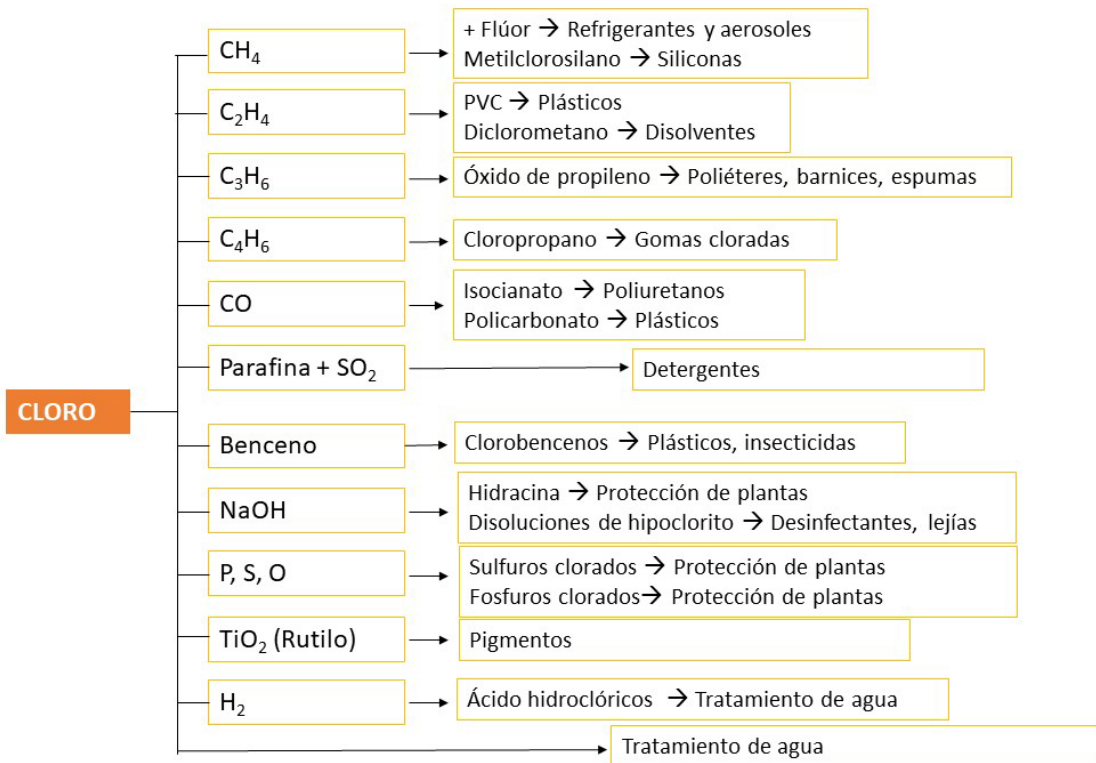 CH₄
+ Flúor → Refrigerantes y aerosoles
Metilclorosilano → Siliconas
C₂H₄
PVC → Plásticos
Diclorometano → Disolventes
C₃H₆
Óxido de propileno → Poliéteres, barnices, espumas
C₄H₆
Cloropropano → Gomas cloradas
CO
Isocianato → Poliuretanos
Policarbonato → Plásticos
Parafina + SO₂
Detergentes
CLORO
Benceno
Clorobencenos → Plásticos, insecticidas
NaOH
Hidracina → Protección de plantas
Disoluciones de hipoclorito → Desinfectantes, lejías
P, S, O
Sulfuros clorados → Protección de plantas
Fosfuros clorados→ Protección de plantas
TiO₂ (Rutilo)
Pigmentos
H₂
Ácido hidroclóricos → Tratamiento de agua
Tratamiento de agua